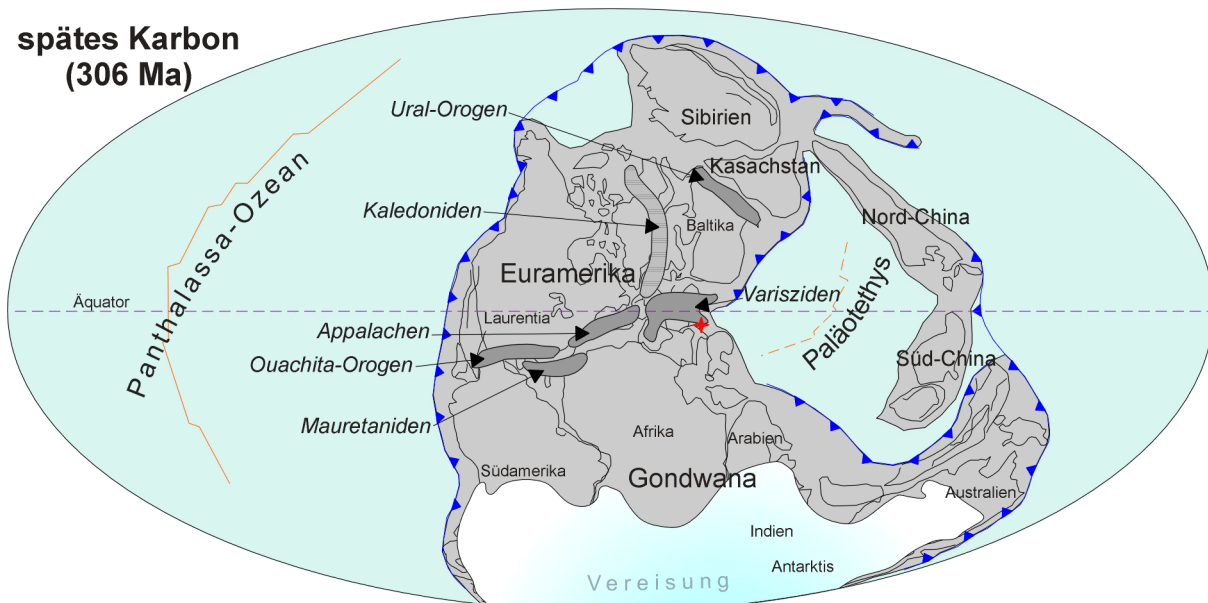 spätes Karbon
(306 Ma)
Ural-Orogen
Sibirien
Kasachstan
Kaledoniden
Nord-China
Baltika
Panthalassa-Ozean
Euramerika
Varisziden
Äquator
Laurentia
Paläotethys
Appalachen
Ouachita-Orogen
Süd-China
Mauretaniden
Afrika
Arabien
Südamerika
Gondwana
Australien
Indien
Antarktis
Vereisung